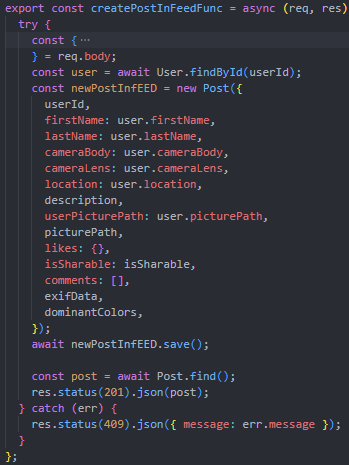 export const createPostInFeedFunc = async (req, res)
  try {
    const { ⋯
    } = req.body;
    const user = await User.findById(userId);
    const newPostInfEED = new Post({
      userId,
      firstName: user.firstName,
      lastName: user.lastName,
      cameraBody: user.cameraBody,
      cameraLens: user.cameraLens,
      location: user.location,
      description,
      userPicturePath: user.picturePath,
      picturePath,
      likes: {},
      isSharable: isSharable,
      comments: [],
      exifData,
      dominantColors,
    });
    await newPostInfEED.save();

    const post = await Post.find();
    res.status(201).json(post);
  } catch (err) {
    res.status(409).json({ message: err.message });
  }
};